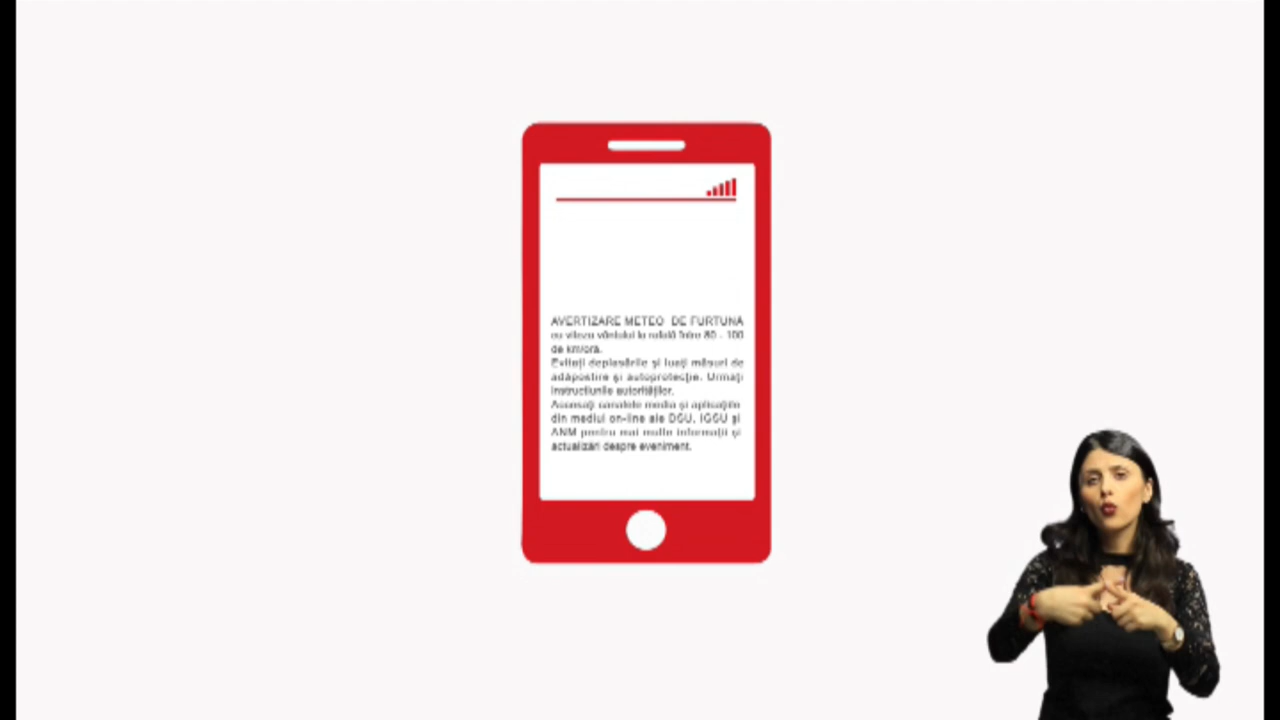 AVERTIZARE METEO DE FURTUNĂ
cu viteza vântului la rafală între 80 - 100
de km/oră.
Evitați deplasările și luați măsuri de
adăpostire și autoprotecție. Urmați
instrucțiunile autorităților.
Accesați canalele media și aplicațiile
din mediul on-line ale DSU, IGSU și
ANM pentru mai multe informații și
actualizări despre eveniment.